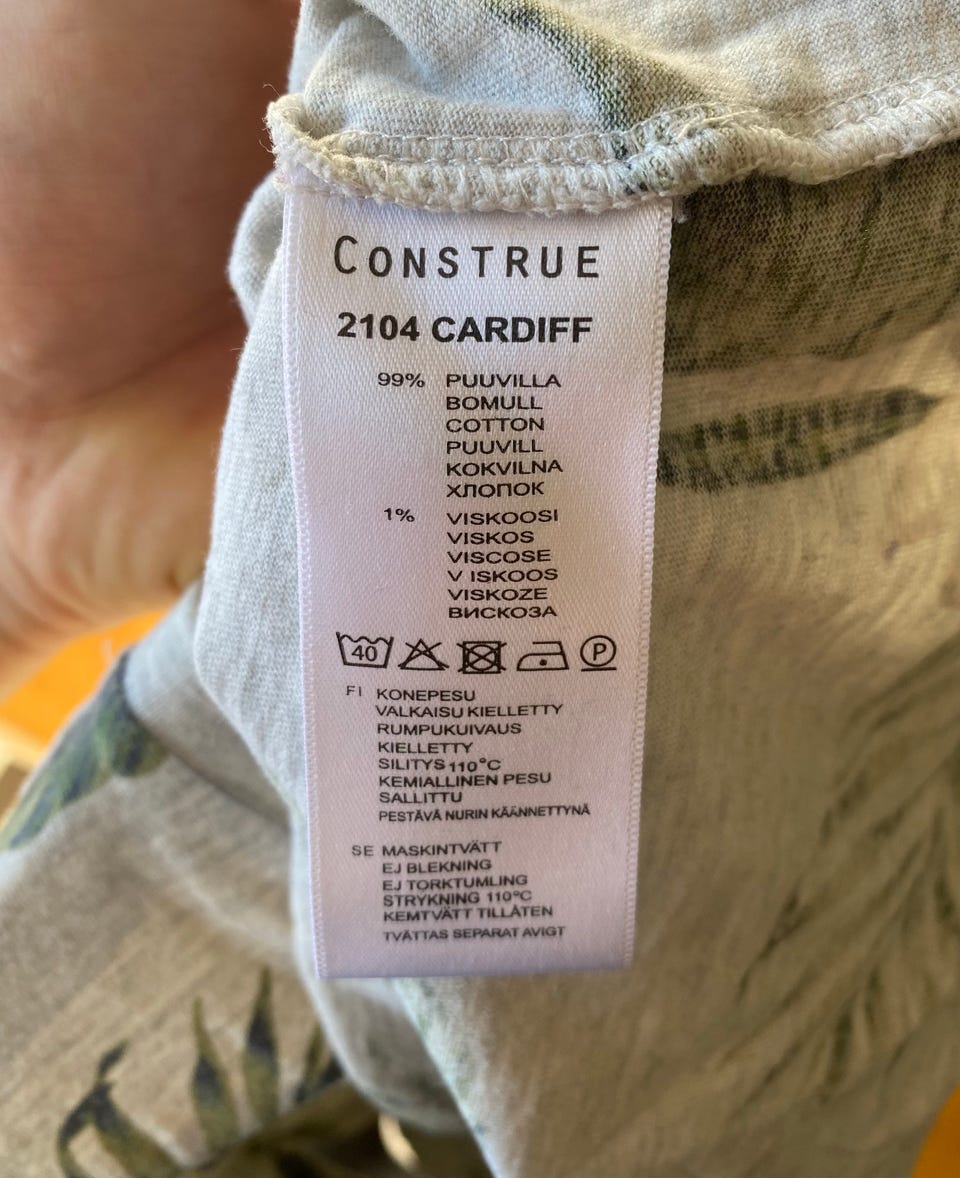 CONSTRUE
2104 CARDIFF
99% PUUVILLA
BOMULL
COTTON
PUUVILL
KOKVILNA
ХЛОПОК
1% VISKOOSI
VISKOS
VISCOSE
V ISKOOS
VISKOZE
ВИСКОЗА
40 P
FI KONEPESU
VALKAISU KIELLETTY
RUMPUKUIVAUS
KIELLETTY
SILITYS 110°C
KEMIALLINEN PESU
SALLITTU
PESTÄVÄ NURIN KÄÄNNETTYNÄ
SE MASKINTVÄTT
EJ BLEKNING
EJ TORKTUMLING
STRYKNING 110°C
KEMTVÄTT TILLÅTEN
TVÄTTAS SEPARAT AVIGT